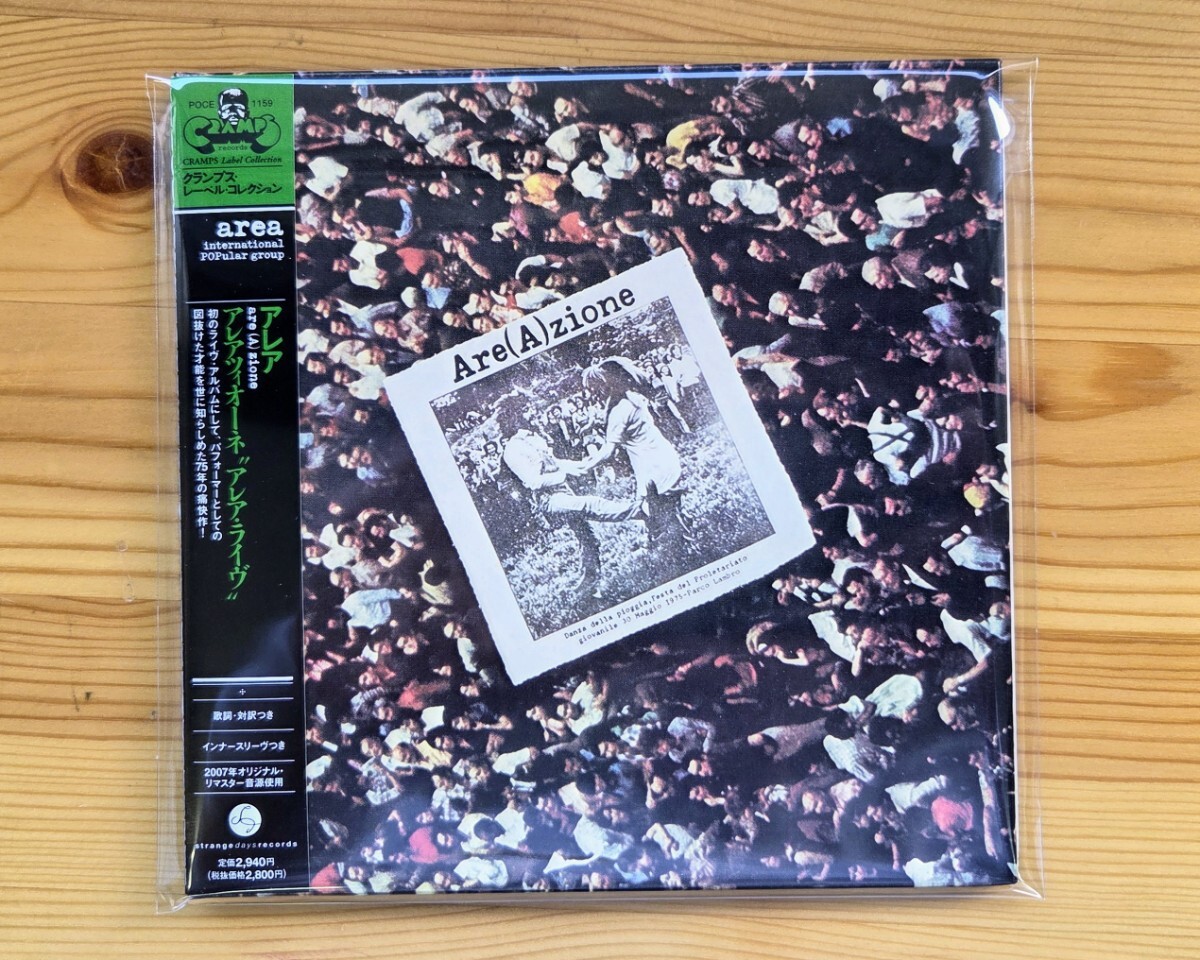 POCE 1159
CRAMPS
records
CRAMPS Label Collection
クランプス・
レーベル・コレクション
area
international
POPular group
アレア
are(A)zione
アレアツィオーネ“アレア・ライヴ”
初のライヴ・アルバムにして、パフォーマーとしての
図抜けた才能を世に知らしめた75年の痛快作!
歌詞・対訳つき
インナースリーヴつき
2007年オリジナル・
リマスター音源使用
strangedaysrecords
定価2,940円
(税抜価格2,800円)
Are(A)zione
Danza della pioggia,Festa del Proletariato
giovanile 30 Maggio 1975-Parco Lambro